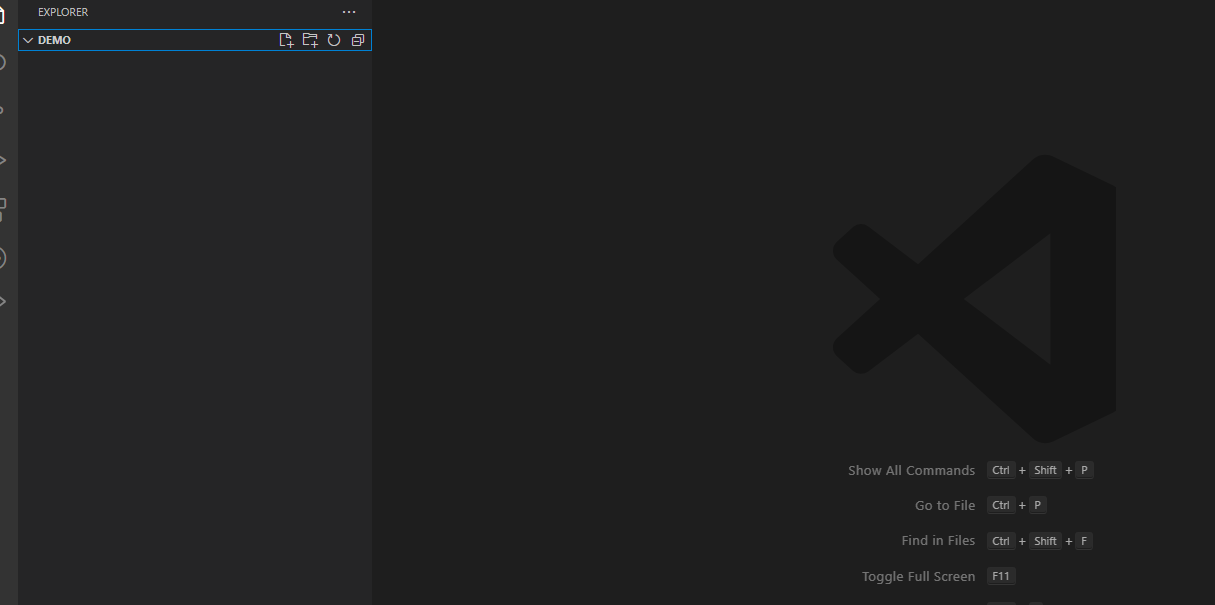 EXPLORER
DEMO
Show All Commands Ctrl + Shift + P
Go to File Ctrl + P
Find in Files Ctrl + Shift + F
Toggle Full Screen F11